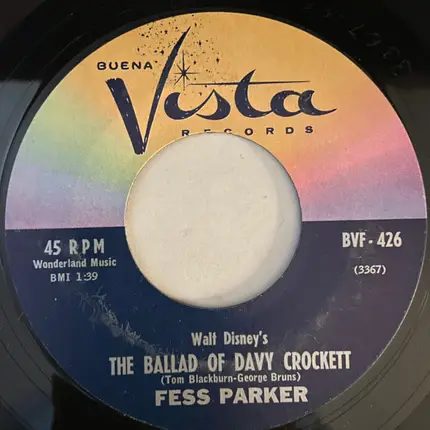 BUENA
Vista
RECORDS
45 RPM
Wonderland Music
BMI 1:39
BVF-426
(3367)
Walt Disney's
THE BALLAD OF DAVY CROCKETT
(Tom Blackburn-George Bruns)
FESS PARKER